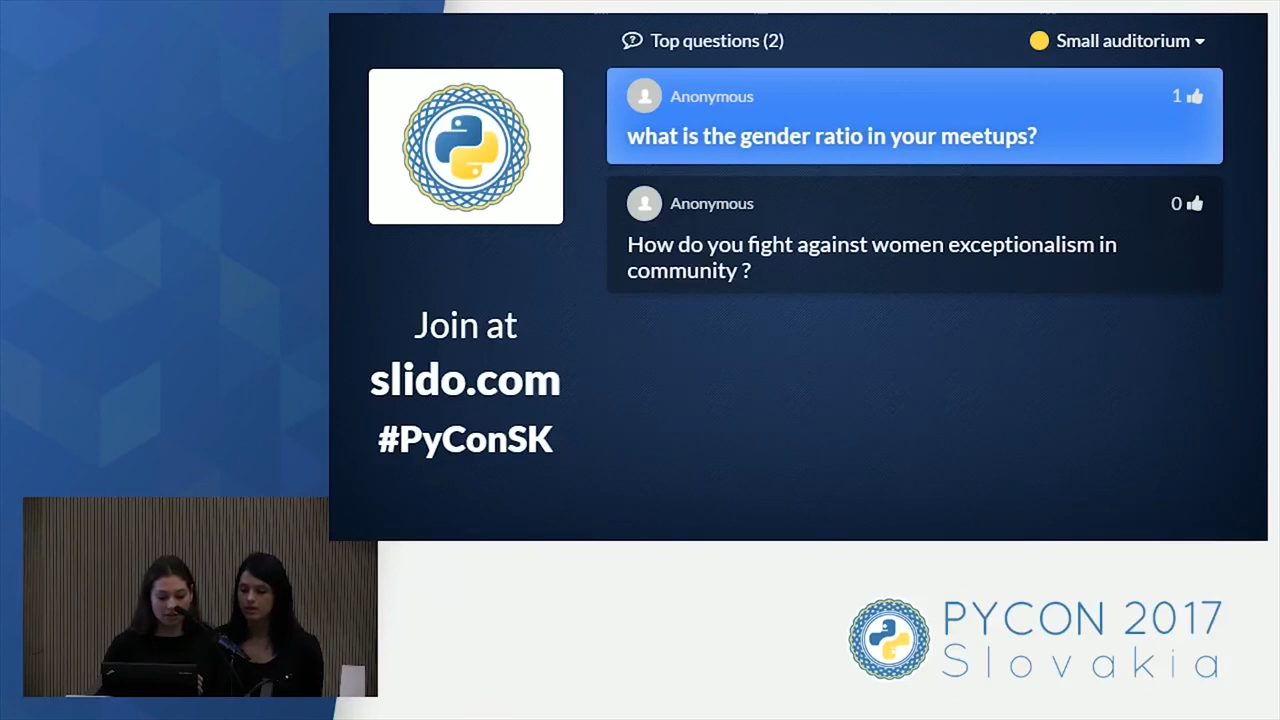 Top questions (2)
Small auditorium
Anonymous
1
what is the gender ratio in your meetups?
Anonymous
0
How do you fight against women exceptionalism in
community ?
Join at
slido.com
#PyConSK
PYCON 2017
Slovakia